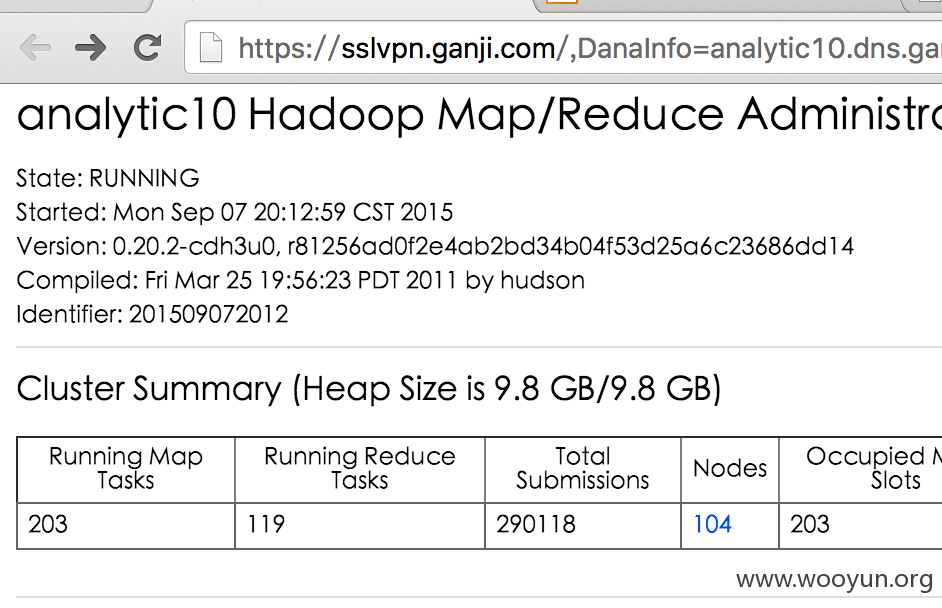 https://sslvpn.ganji.com/,DanaInfo=analytic10.dns.gan
analytic10 Hadoop Map/Reduce Administra
State: RUNNING
Started: Mon Sep 07 20:12:59 CST 2015
Version: 0.20.2-cdh3u0, r81256ad0f2e4ab2bd34b04f53d25a6c23686dd14
Compiled: Fri Mar 25 19:56:23 PDT 2011 by hudson
Identifier: 201509072012
Cluster Summary (Heap Size is 9.8 GB/9.8 GB)
Running Map Tasks Running Reduce Tasks Total Submissions Nodes Occupied M Slots
203 119 290118 104 203
www.wooyun.org